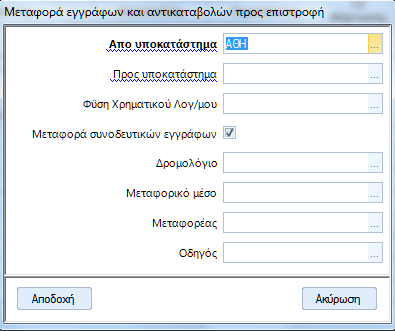 Μεταφορά εγγράφων και αντικαταβολών προς επιστροφή
Απο υποκατάστημα ΑΘΗ ...
Προς υποκατάστημα ...
Φύση Χρηματικού Λογ/μου ...
Μεταφορά συνοδευτικών εγγράφων
Δρομολόγιο ...
Μεταφορικό μέσο ...
Μεταφορέας ...
Οδηγός ...
Αποδοχή Ακύρωση